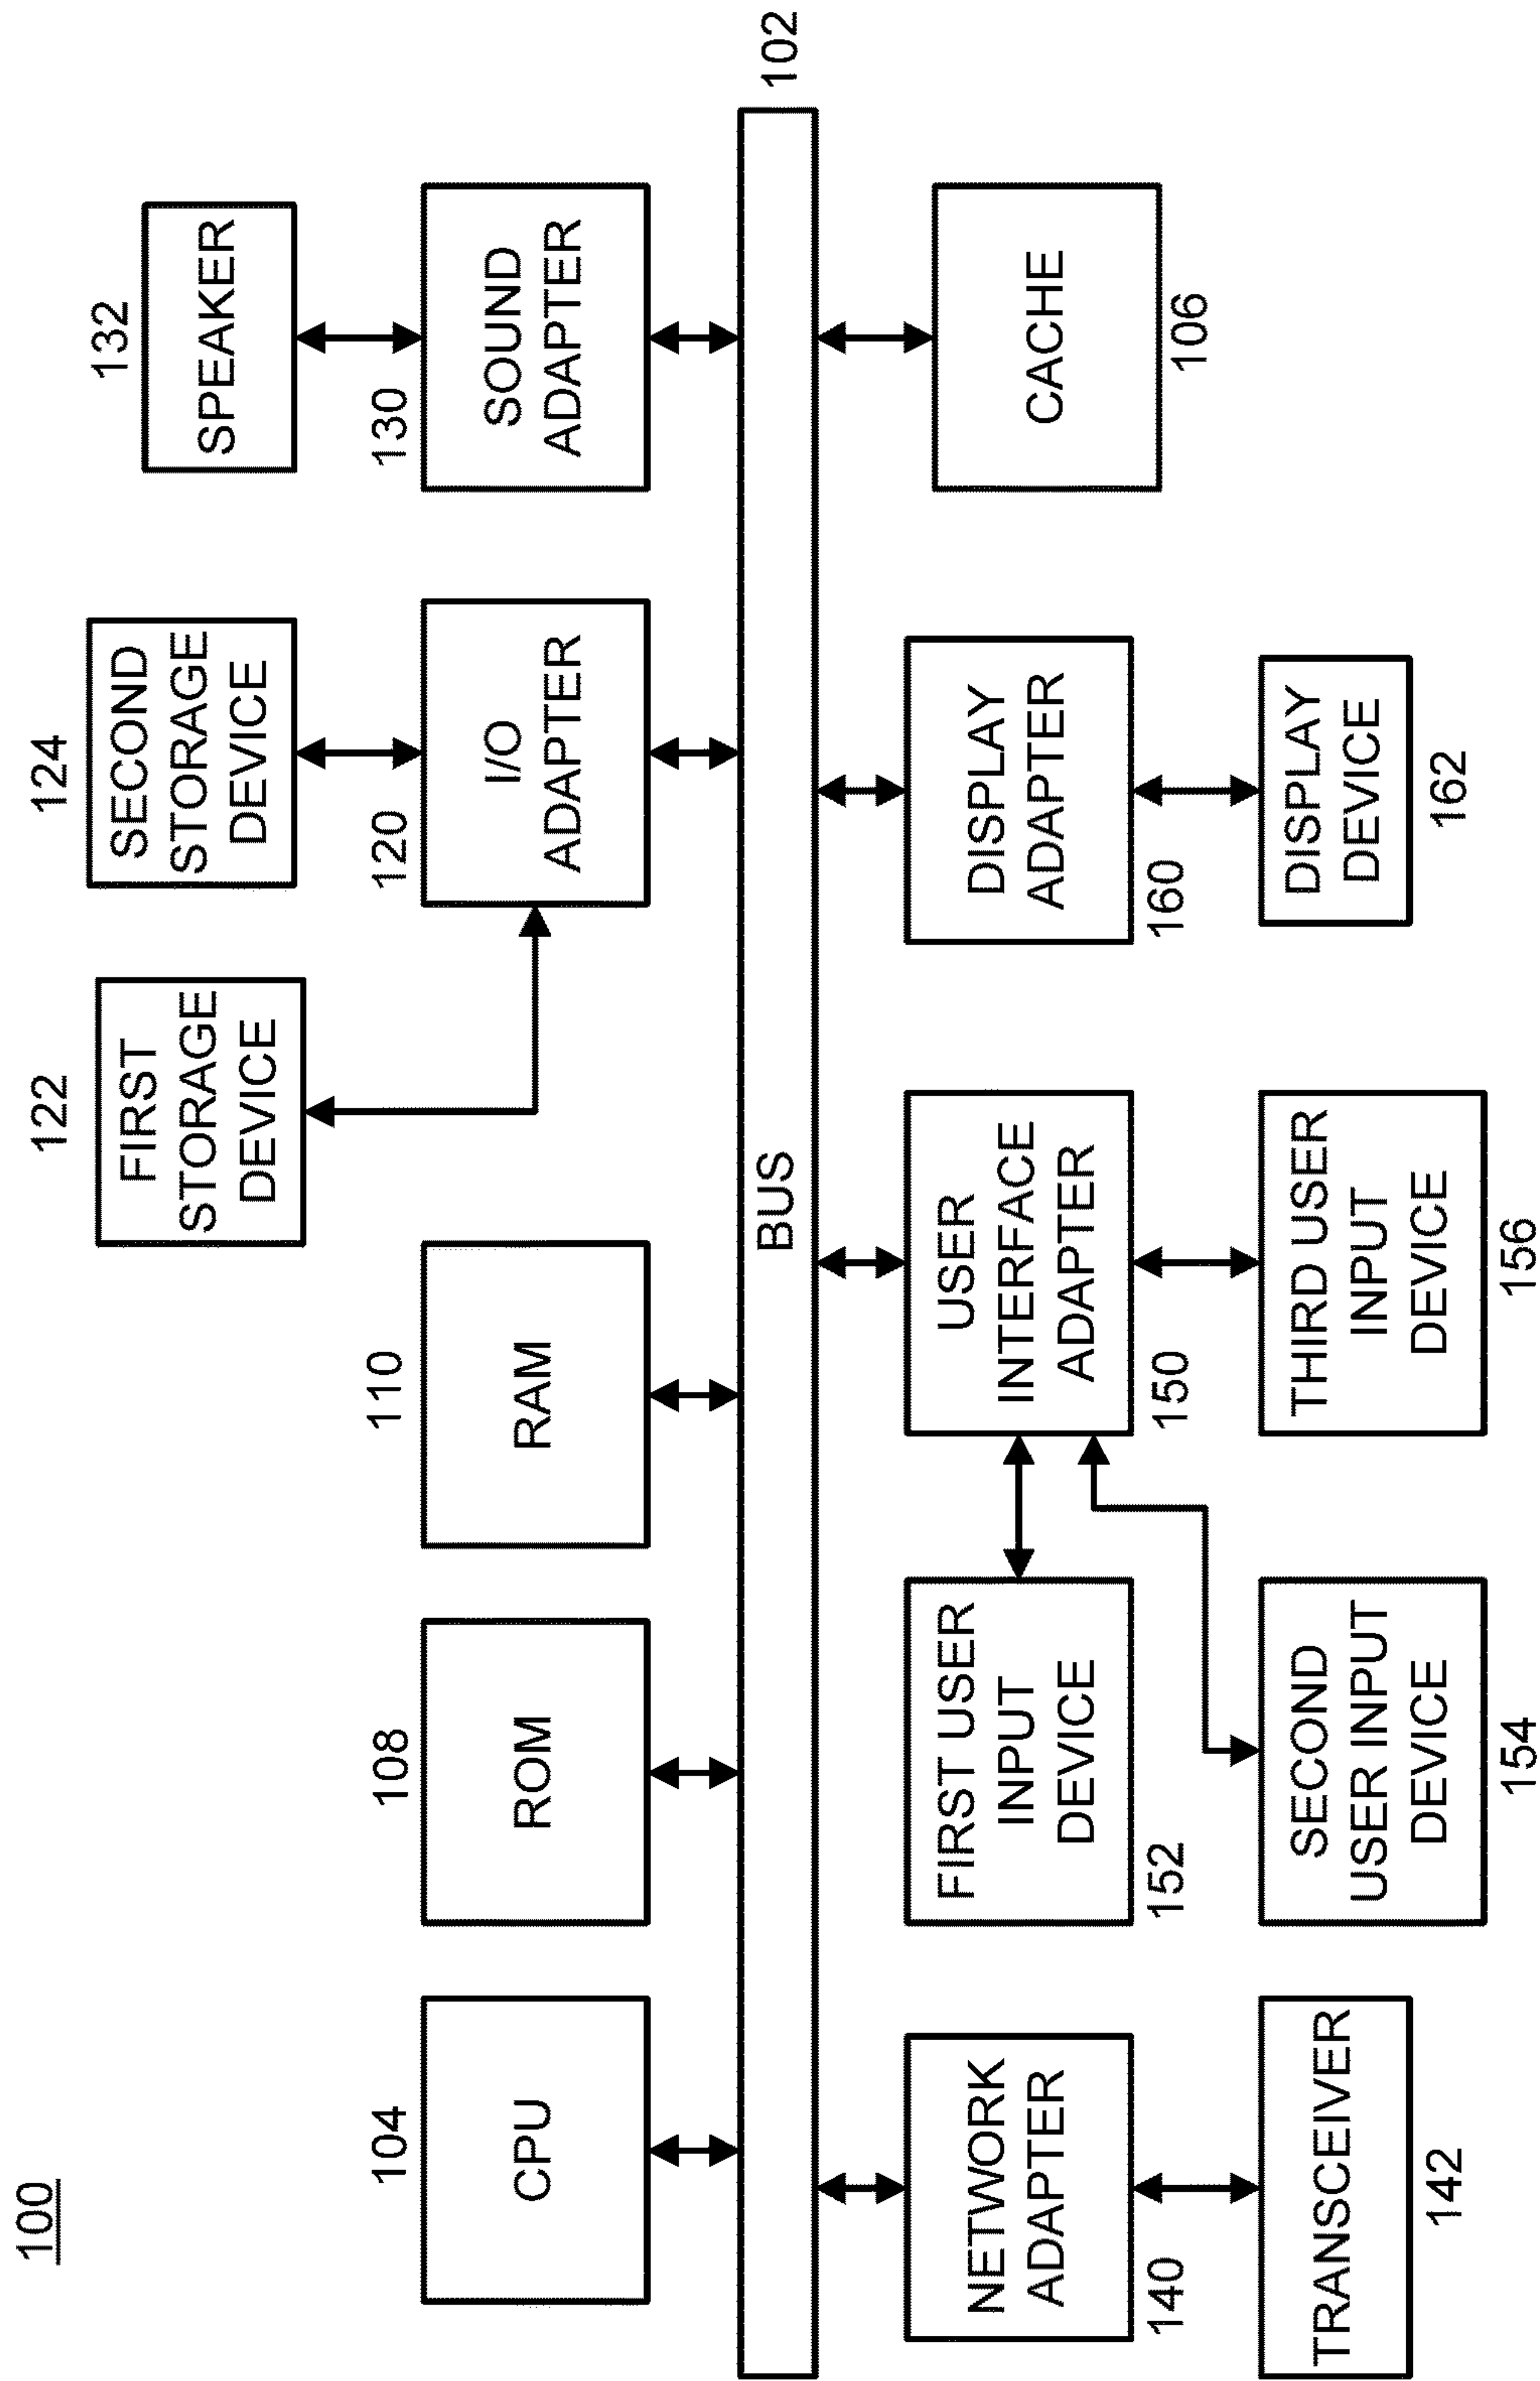 100
122
124
132
FIRST
STORAGE
DEVICE
SECOND
STORAGE
DEVICE
SPEAKER
104
108
110
120
130
CPU
ROM
RAM
I/O
ADAPTER
SOUND
ADAPTER
BUS
102
NETWORK
ADAPTER
FIRST USER
INPUT
DEVICE
USER
INTERFACE
ADAPTER
DISPLAY
ADAPTER
CACHE
140
152
150
160
106
TRANSCEIVER
SECOND
USER INPUT
DEVICE
THIRD USER
INPUT
DEVICE
DISPLAY
DEVICE
142
154
156
162